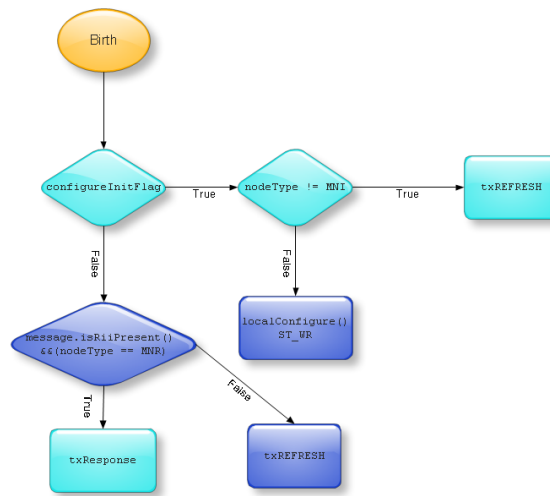 Birth
configureInitFlag
True
nodeType != MNI
True
txREFRESH
False
False
localConfigure()
ST_WR
message.isRiiPresent()
&&(nodeType == MNR)
True
False
txResponse
txREFRESH